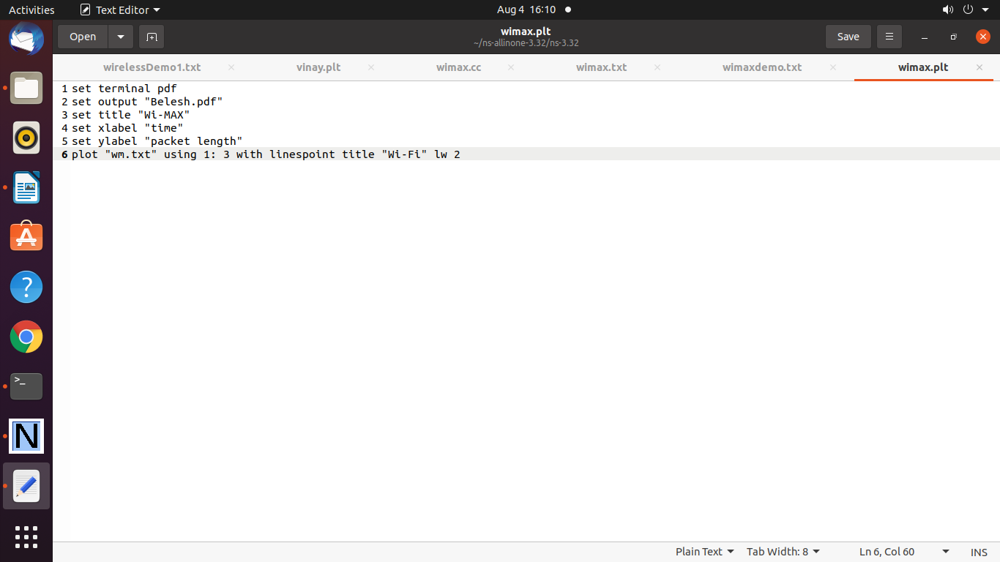 Activities Text Editor Aug 4 16:10
Open wimax.plt Save
~/ns-allinone-3.32/ns-3.32
wirelessDemo1.txt vinay.plt wimax.cc wimax.txt wimaxdemo.txt wimax.plt
1 set terminal pdf
2 set output "Belesh.pdf"
3 set title "Wi-MAX"
4 set xlabel "time"
5 set ylabel "packet length"
6 plot "wm.txt" using 1: 3 with linespoint title "Wi-Fi" lw 2
Plain Text Tab Width: 8 Ln 6, Col 60 INS